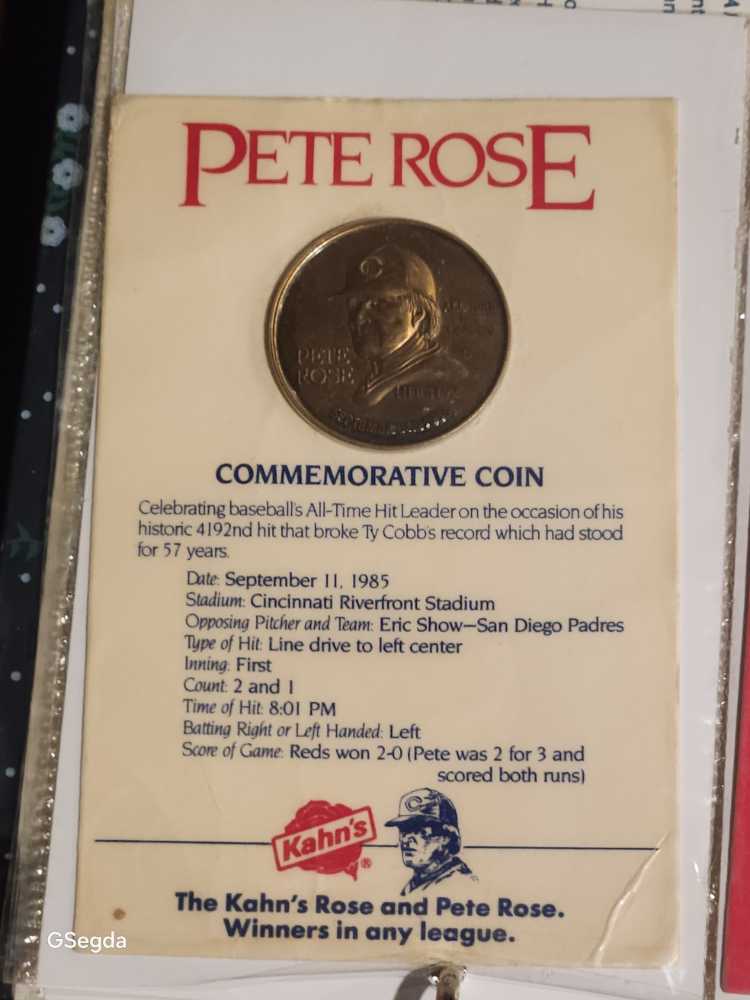 PETE ROSE
PETE
ROSE
COMMEMORATIVE COIN
Celebrating baseball's All-Time Hit Leader on the occasion of his
historic 4192nd hit that broke Ty Cobb's record which had stood
for 57 years.
Date: September 11, 1985
Stadium: Cincinnati Riverfront Stadium
Opposing Pitcher and Team: Eric Show—San Diego Padres
Type of Hit: Line drive to left center
Inning: First
Count: 2 and 1
Time of Hit: 8:01 PM
Batting Right or Left Handed: Left
Score of Game: Reds won 2-0 (Pete was 2 for 3 and
scored both runs)
Kahn's®
The Kahn's Rose and Pete Rose.
Winners in any league.
GSegda